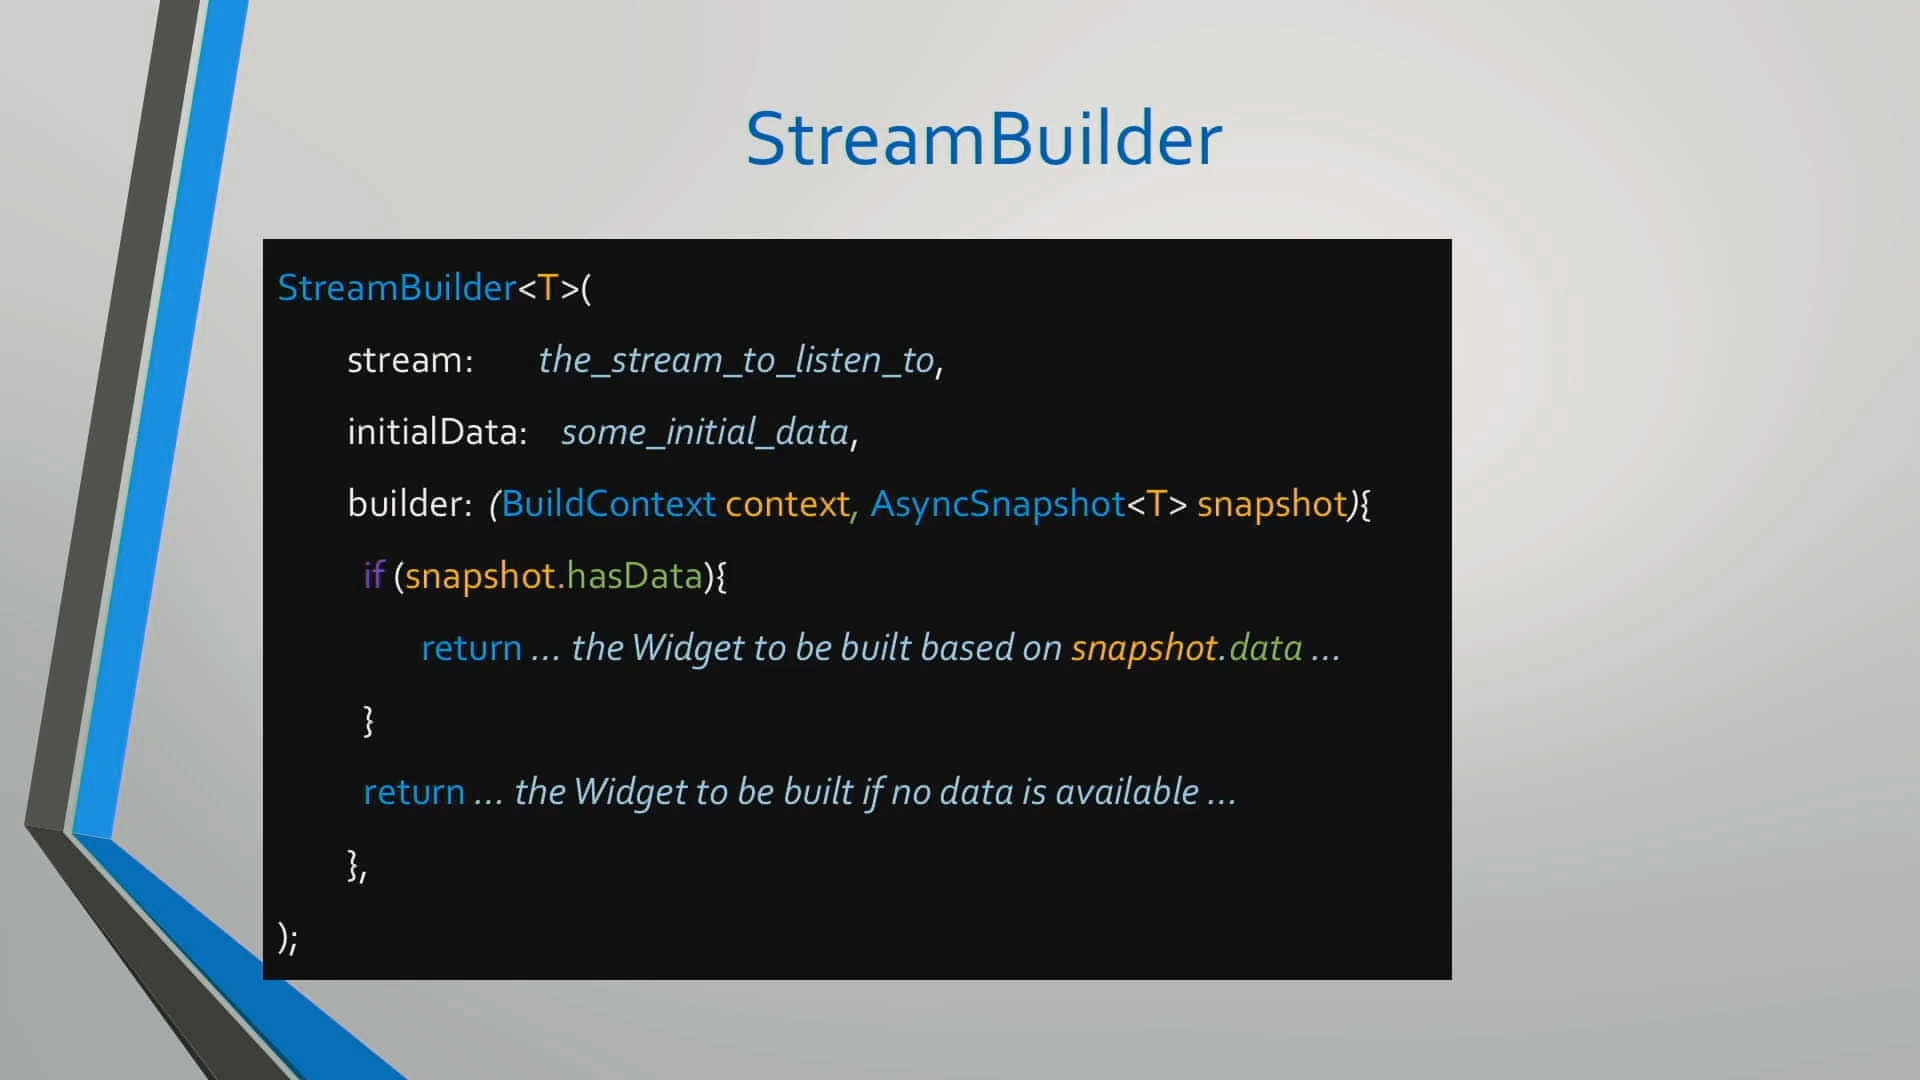 StreamBuilder
StreamBuilder<T>(
stream: the_stream_to_listen_to,
initialData: some_initial_data,
builder: (BuildContext context, AsyncSnapshot<T> snapshot){
if (snapshot.hasData){
return ... the Widget to be built based on snapshot.data ...
}
return ... the Widget to be built if no data is available ...
},
);